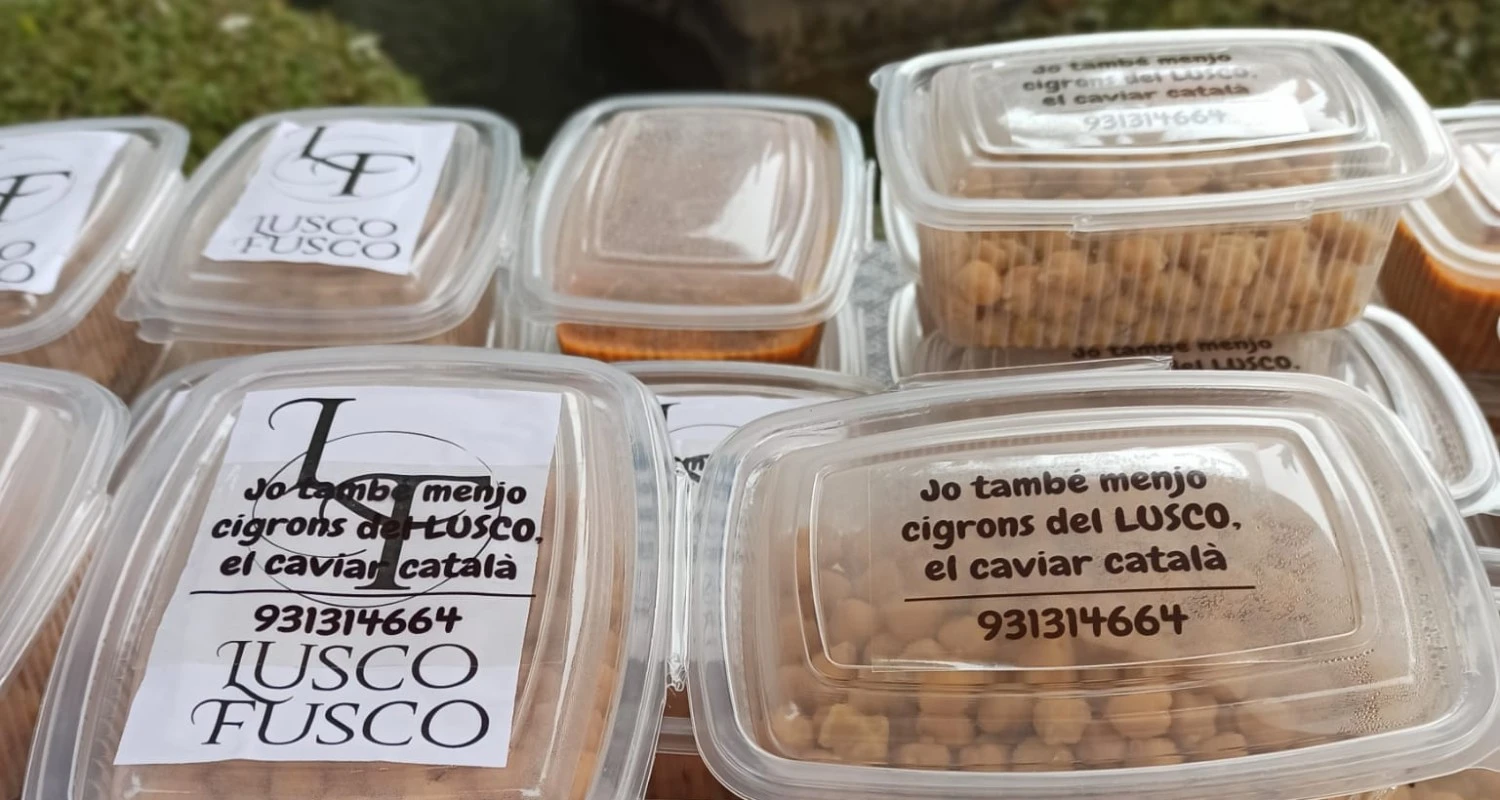 LF
LUSCO
FUSCO
Jo també menjo
cigrons del LUSCO,
el caviar català
931314664
LF
Jo també menjo
cigrons del LUSCO,
el caviar català
931314664
LUSCO
FUSCO
Jo també menjo
del LUSCO,
Jo també menjo
cigrons del LUSCO,
el caviar català
931314664